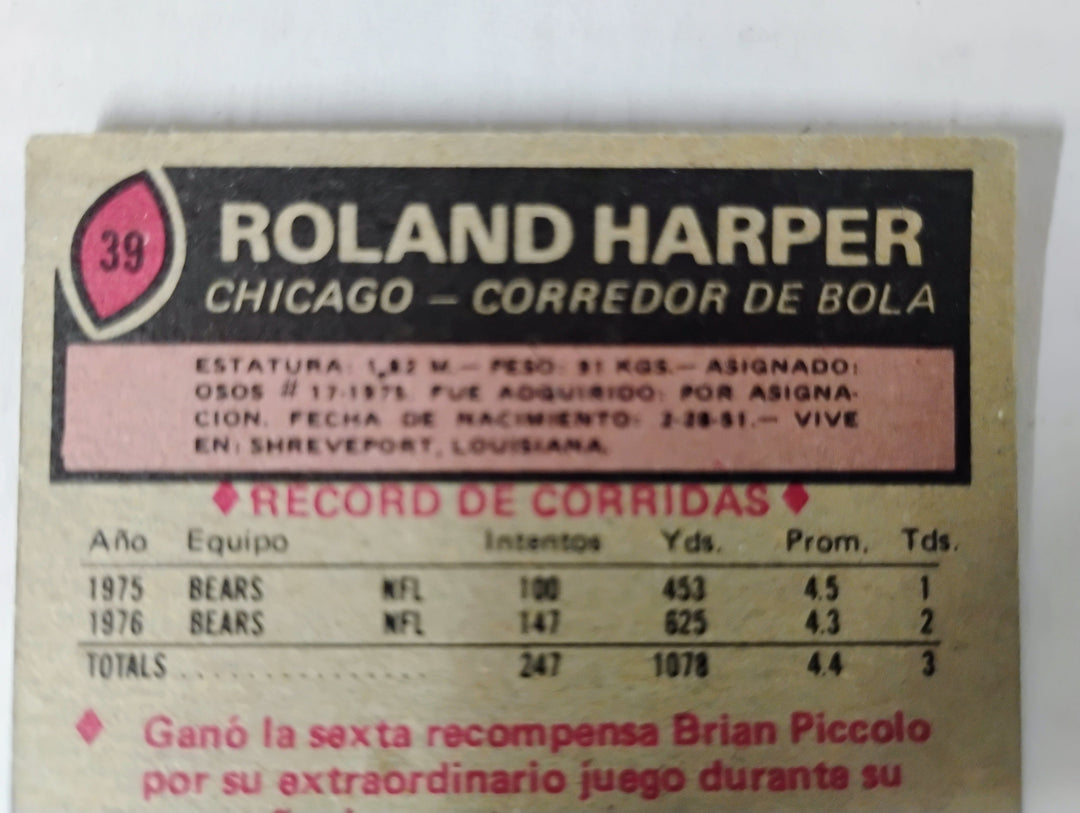 39
ROLAND HARPER
CHICAGO – CORREDOR DE BOLA
ESTATURA: 1,82 M.— PESO: 91 KGS.— ASIGNADO:
OSOS # 17-1975. FUE ADQUIRIDO: POR ASIGNA-
CION. FECHA DE NACIMIENTO: 2-28-51.— VIVE
EN: SHREVEPORT, LOUISIANA.
♦ RECORD DE CORRIDAS ♦
Año Equipo Intentos Yds. Prom. Tds.
1975 BEARS NFL 100 453 4.5 1
1976 BEARS NFL 147 625 4.3 2
TOTALS . . . . . . . . . . . . . . . 247 1078 4.4 3
♦ Ganó la sexta recompensa Brian Piccolo
por su extraordinario juego durante su